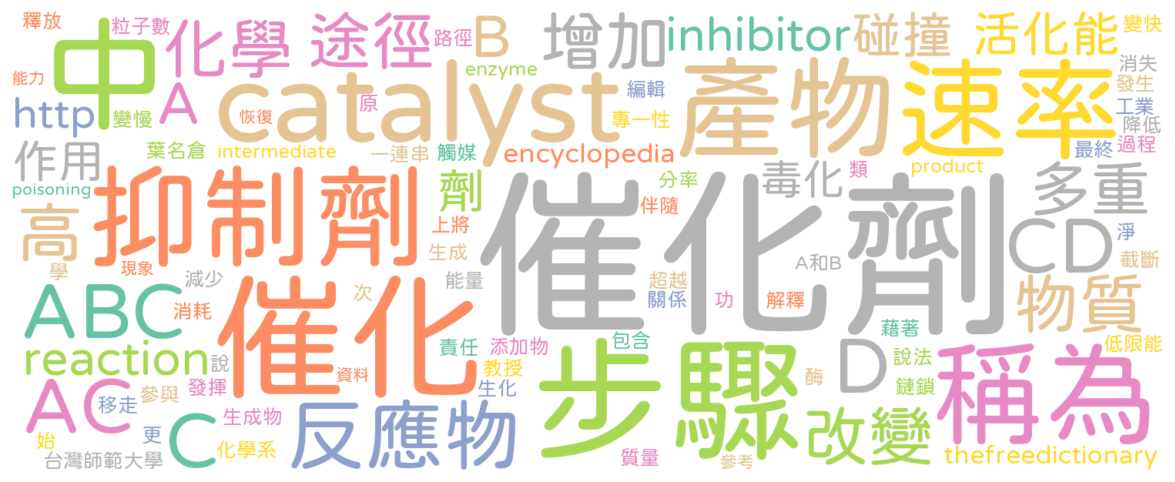 釋放
粒子數
中
化學
途徑
路徑
B
增加
inhibitor
碰撞
活化能
變快
能力
http
變慢
A
恢復
catalyst
原
enzyme
編輯
專一性
產物
速率
消失
發生
工業
降低
最終
過程
作用
葉名倉
intermediate
一連串
觸媒
encyclopedia
product
poisoning
高
抑制劑
劑
催化劑
分率
毒化
類
多重
伴隨
上將
學
現象
減少
生成
能量
超越
A和B
CD
淨
截斷
ABC
消耗
催化
次
關係
功
解釋
物質
藉著
reaction
說
資料
責任
添加物
包含
步驟
D
說法
低限能
稱為
AC
移走
參與
發揮
教授
生化
酶
鏈鎖
始
更
C
生成物
化學系
反應物
改變
台灣師範大學
質量
參考
thefreedictionary